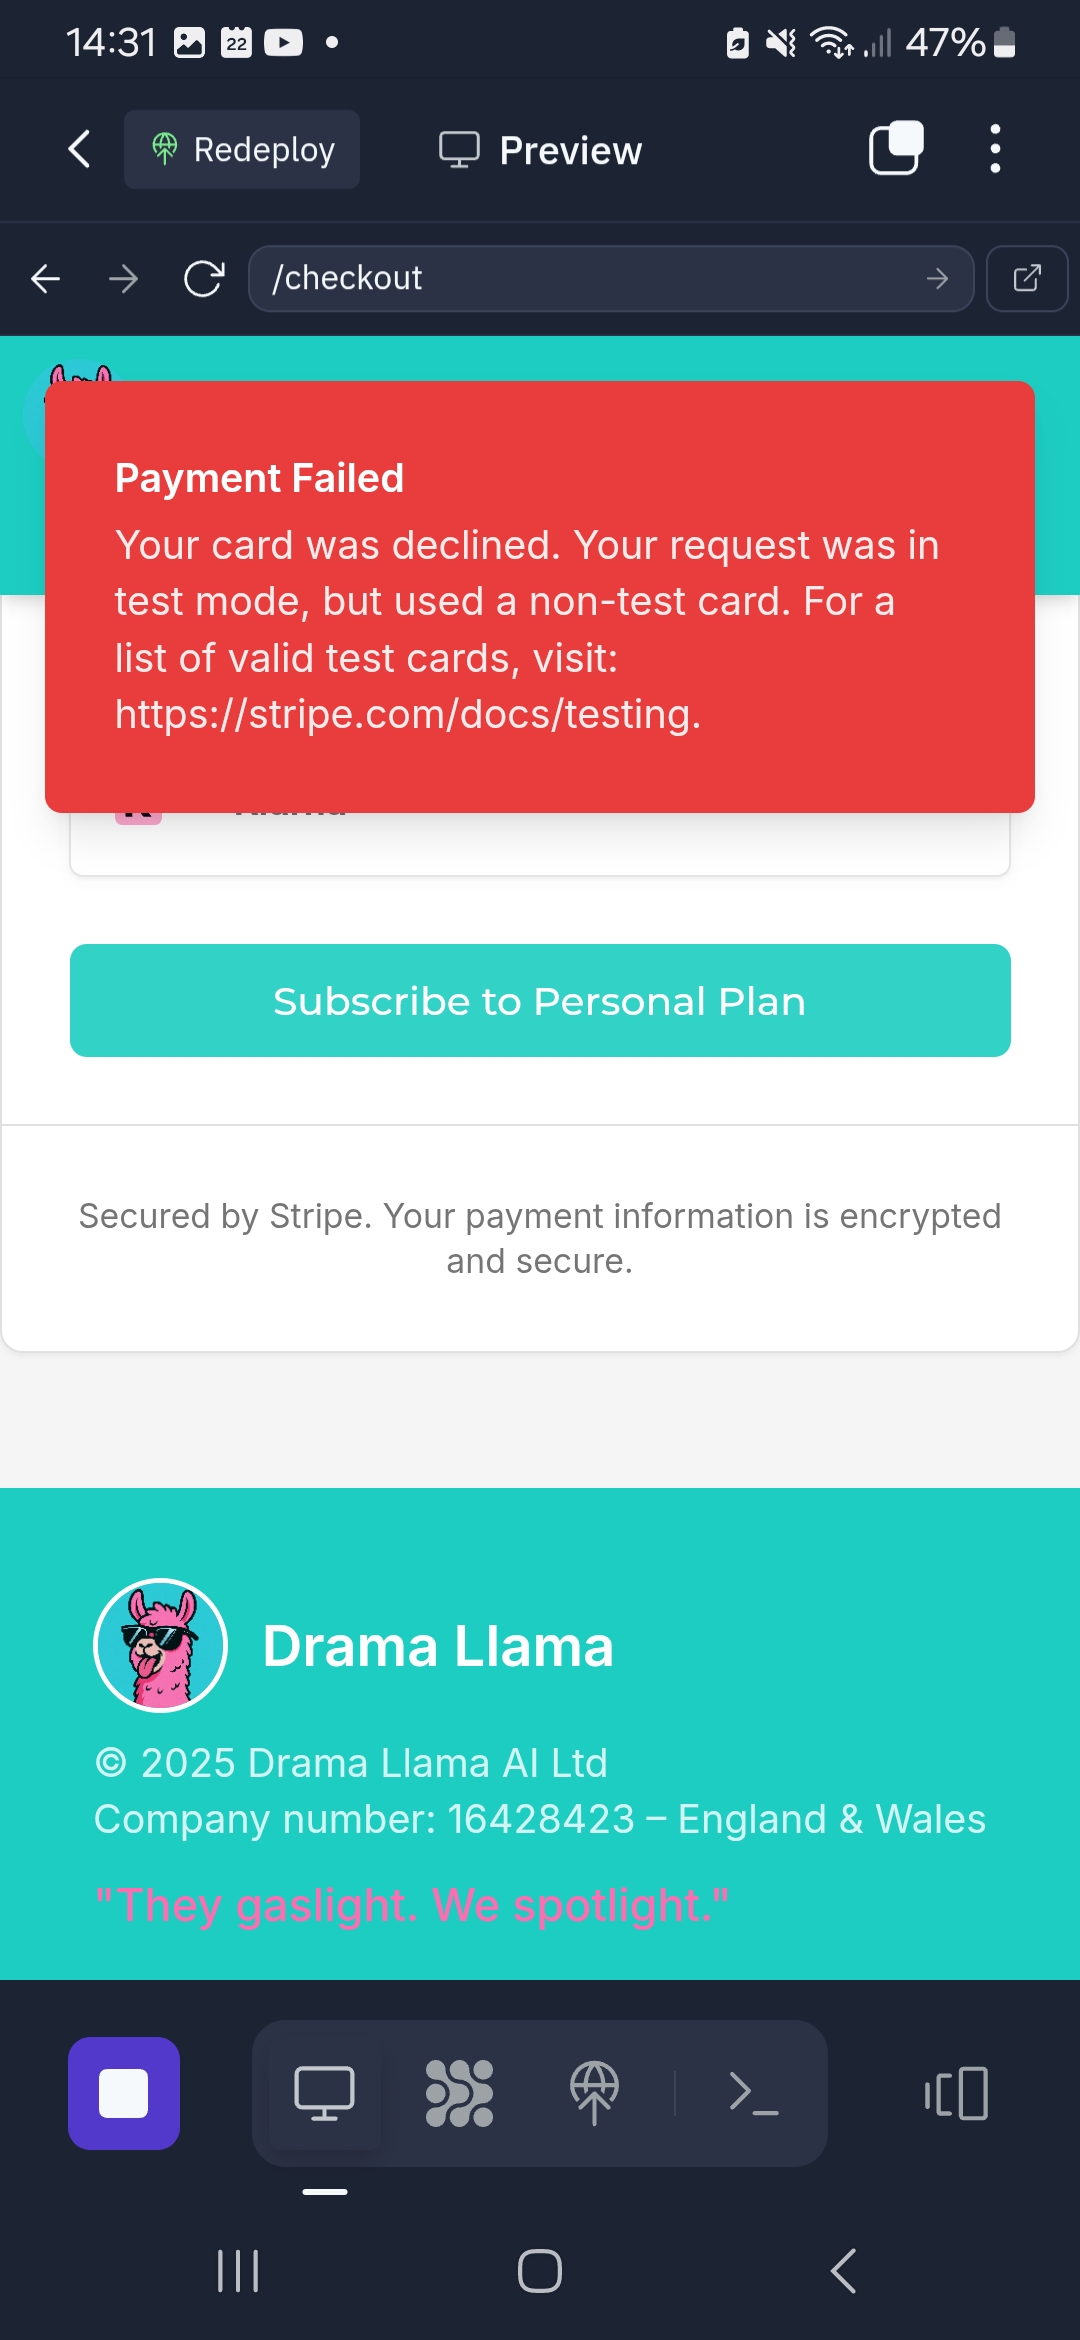 14:31
22
47%
Redeploy
Preview
/checkout
Payment Failed
Your card was declined. Your request was in
test mode, but used a non-test card. For a
list of valid test cards, visit:
https://stripe.com/docs/testing.
Subscribe to Personal Plan
Secured by Stripe. Your payment information is encrypted
and secure.
Drama Llama
© 2025 Drama Llama AI Ltd
Company number: 16428423 – England & Wales
"They gaslight. We spotlight."